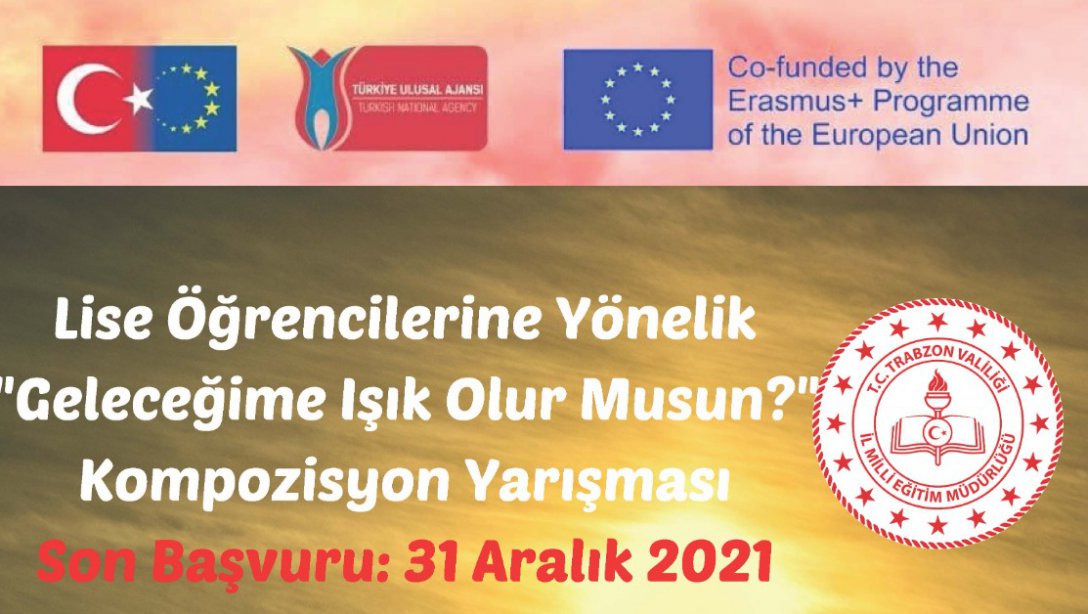 TÜRKİYE ULUSAL AJANSI
TURKISH NATIONAL AGENCY
Co-funded by the
Erasmus+ Programme
of the European Union
Lise Öğrencilerine Yönelik
"Geleceğime Işık Olur Musun?"
Kompozisyon Yarışması
Son Başvuru: 31 Aralık 2021
T.C. TRABZON VALİLİĞİ
İL MİLLİ EĞİTİM MÜDÜRLÜĞÜ